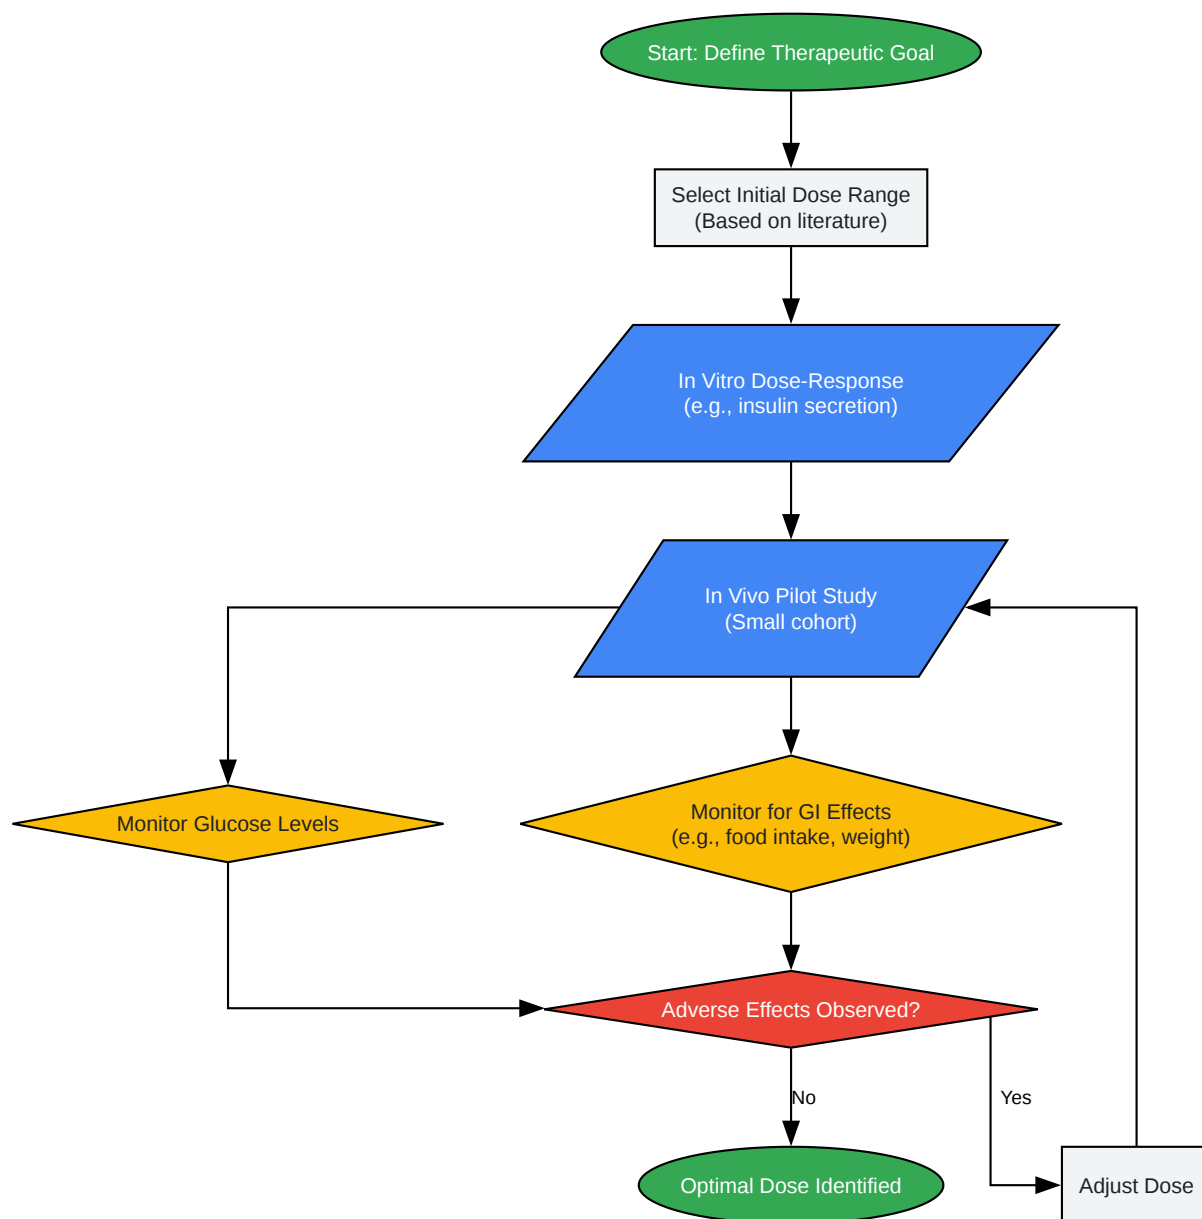 Start: Define Therapeutic Goal
Select Initial Dose Range
(Based on literature)
In Vitro Dose-Response
(e.g., insulin secretion)
In Vivo Pilot Study
(Small cohort)
Monitor Glucose Levels
Monitor for GI Effects
(e.g., food intake, weight)
Adverse Effects Observed?
No
Yes
Optimal Dose Identified
Adjust Dose